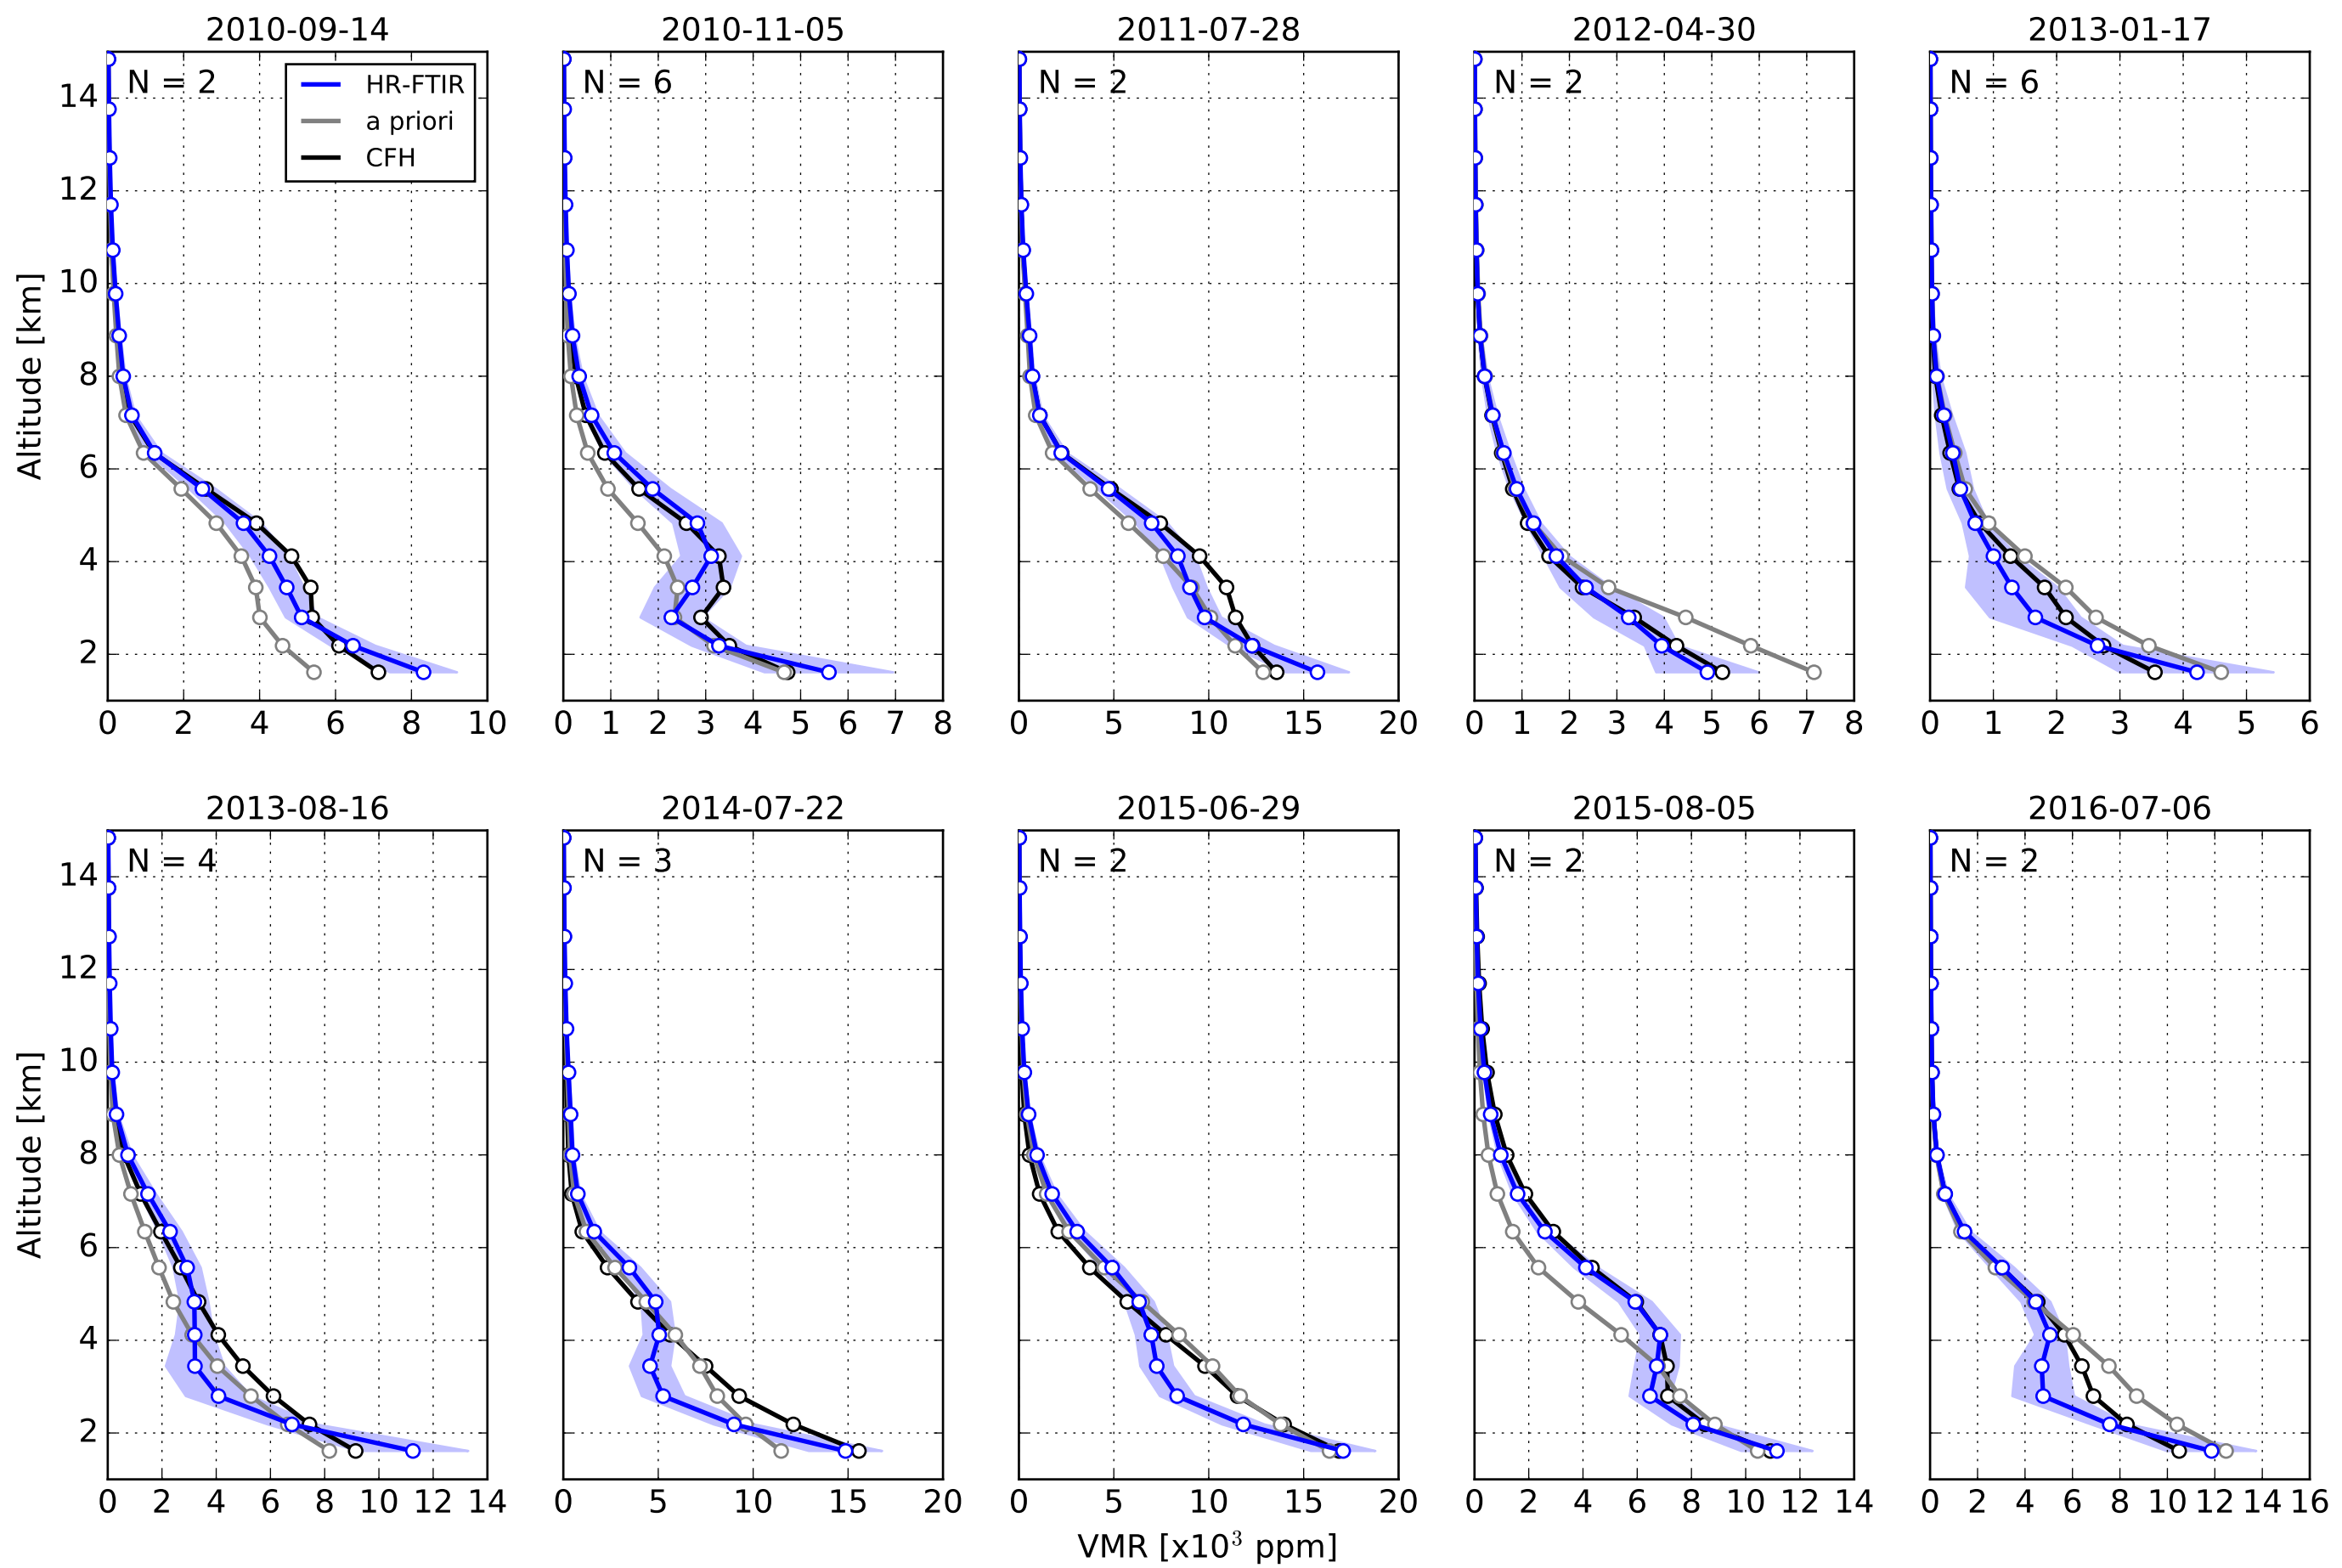 2010-09-14
N = 2
HR-FTIR
a priori
CFH
14
12
10
8
6
4
2
Altitude [km]
0 2 4 6 8 10
2010-11-05
N = 6
0 1 2 3 4 5 6 7 8
2011-07-28
N = 2
0 5 10 15 20
2012-04-30
N = 2
0 1 2 3 4 5 6 7 8
2013-01-17
N = 6
0 1 2 3 4 5 6
2013-08-16
N = 4
14
12
10
8
6
4
2
Altitude [km]
0 2 4 6 8 10 12 14
2014-07-22
N = 3
0 5 10 15 20
2015-06-29
N = 2
0 5 10 15 20
2015-08-05
N = 2
0 2 4 6 8 10 12 14
2016-07-06
N = 2
0 2 4 6 8 10 12 14 16
VMR [x10³ ppm]